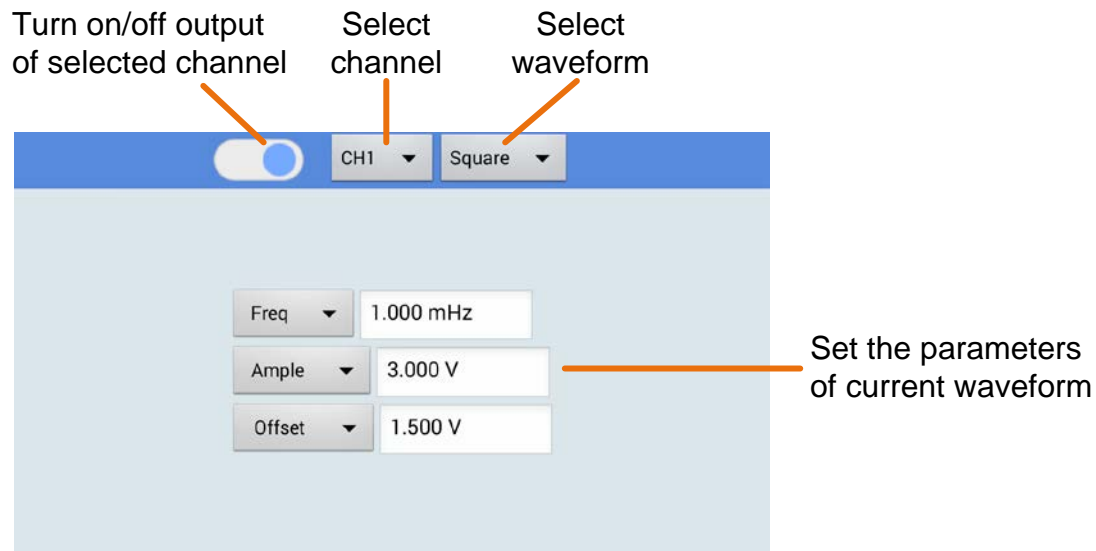 Turn on/off output
of selected channel
Select
channel
Select
waveform
CH1
Square
Freq
1.000 mHz
Ample
3.000 V
Offset
1.500 V
Set the parameters
of current waveform